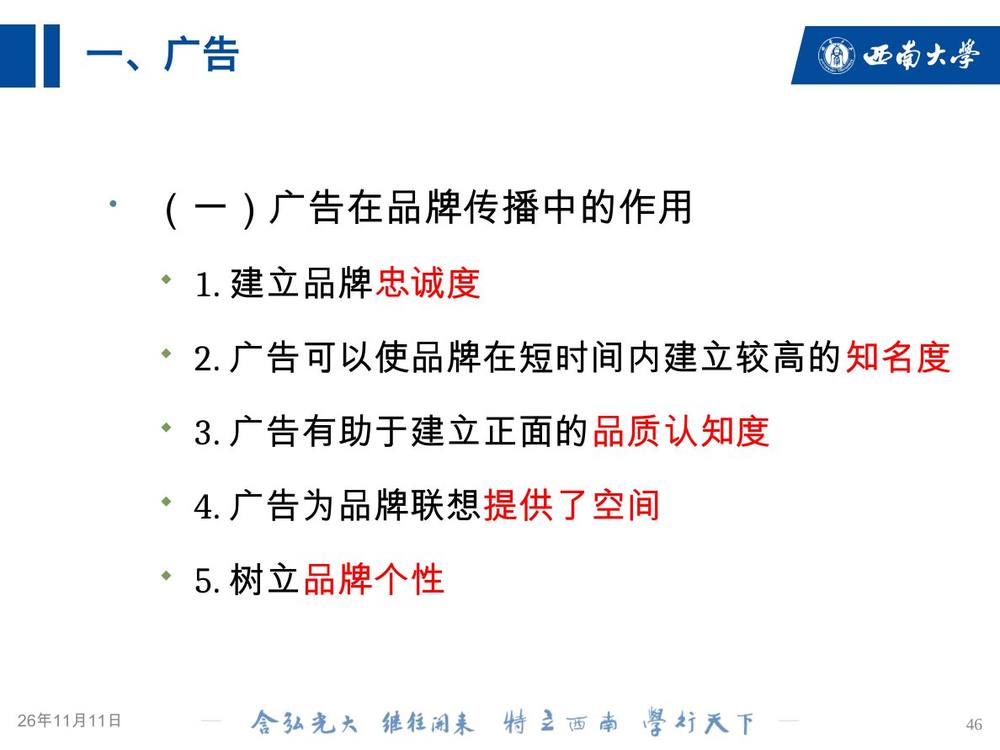 一、广告
西南大学
（一）广告在品牌传播中的作用
1. 建立品牌忠诚度
2. 广告可以使品牌在短时间内建立较高的知名度
3. 广告有助于建立正面的品质认知度
4. 广告为品牌联想提供了空间
5. 树立品牌个性
26年11月11日
含弘光大 继往开来 特立西南 学行天下
46